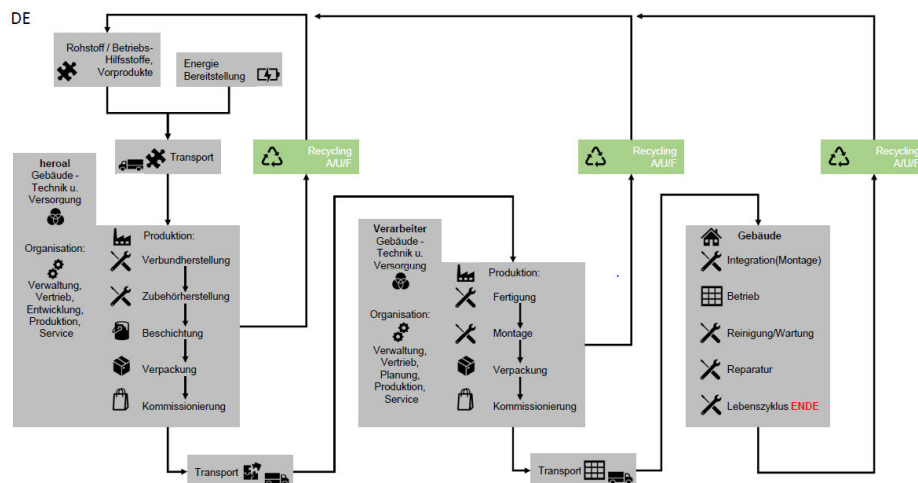 DE
Rohstoff / Betriebs-
Hilfsstoffe,
Vorprodukte
Energie
Bereitstellung
Transport
Recycling
A/U/F
Recycling
A/U/F
Recycling
A/U/F
heroal
Gebäude -
Technik u.
Versorgung
Organisation:
Verwaltung,
Vertrieb,
Entwicklung,
Produktion,
Service
Produktion:
Verbundherstellung
Zubehörherstellung
Beschichtung
Verpackung
Kommissionierung
Transport
Verarbeiter
Gebäude -
Technik u.
Versorgung
Organisation:
Verwaltung,
Vertrieb,
Planung,
Produktion,
Service
Produktion:
Fertigung
Montage
Verpackung
Kommissionierung
Transport
Gebäude
Integration(Montage)
Betrieb
Reinigung/Wartung
Reparatur
Lebenszyklus ENDE